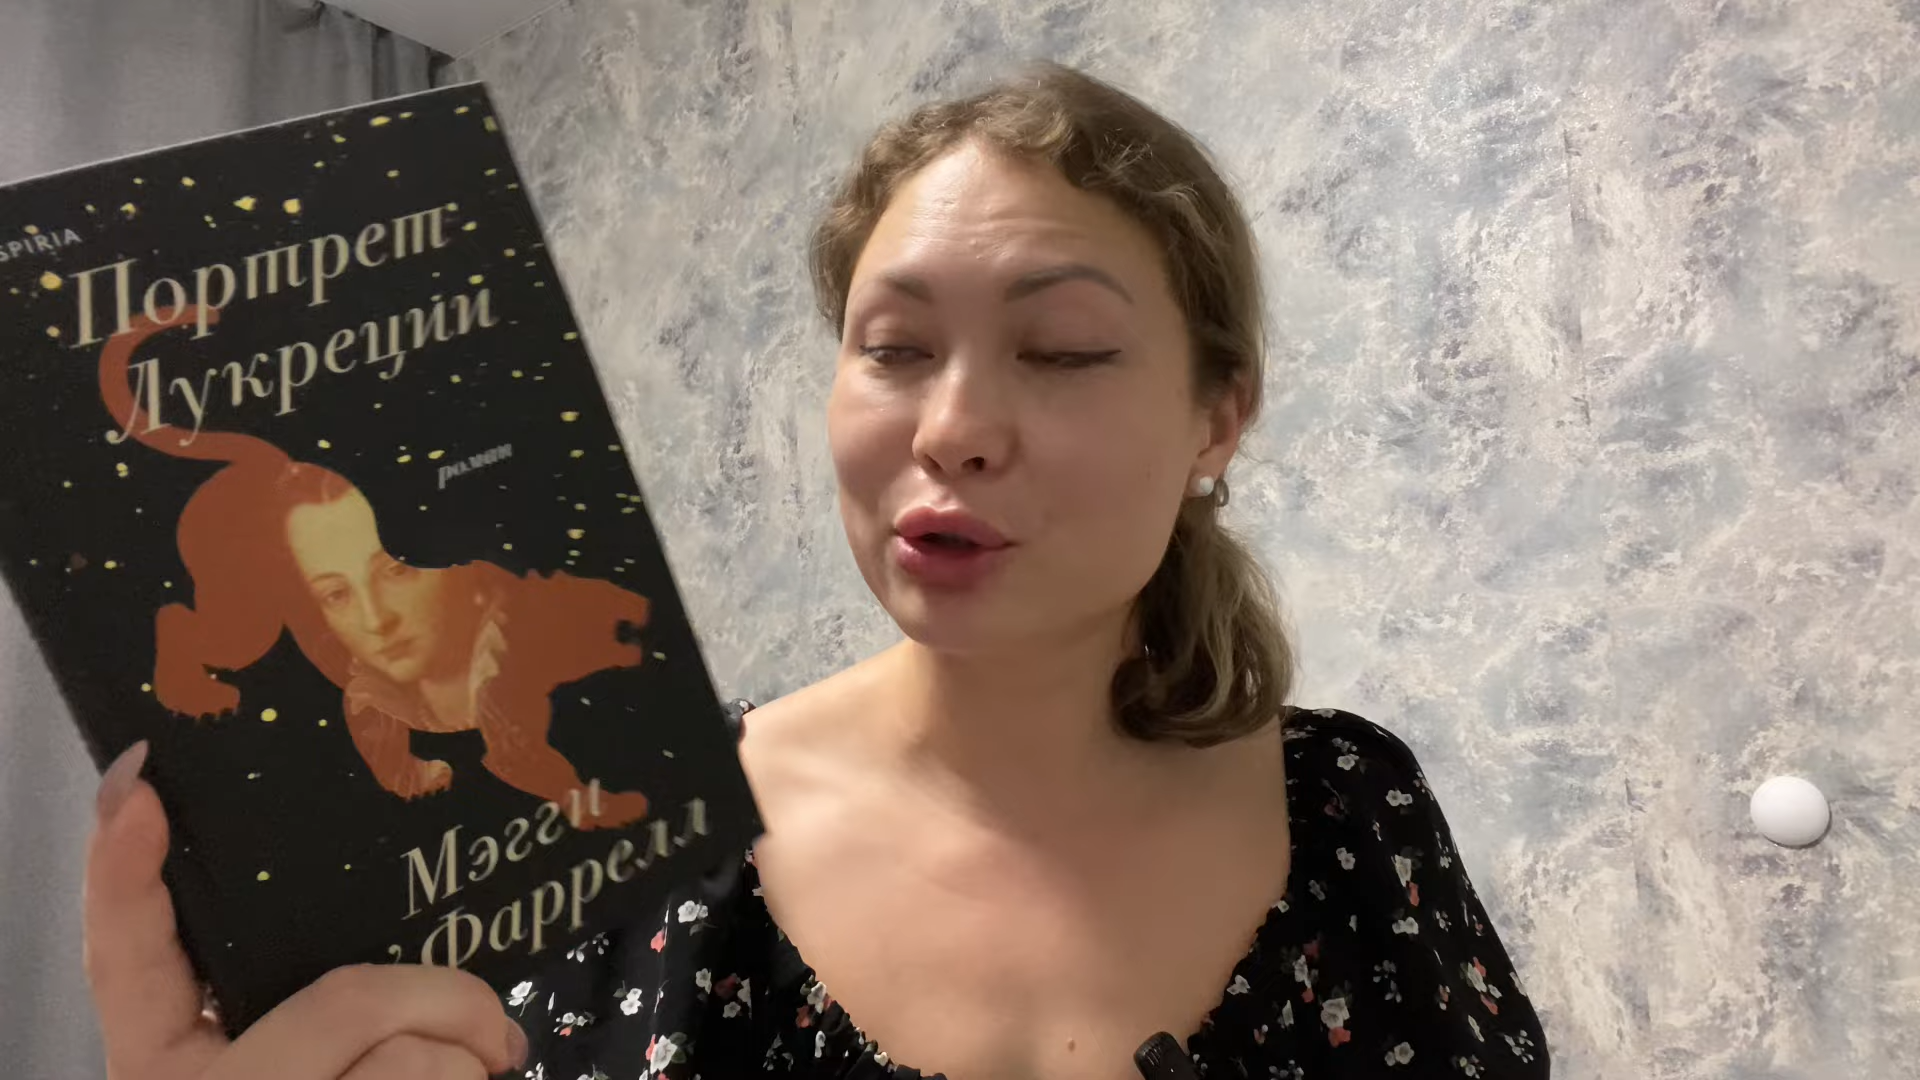 SPIRIA
Портрет
Лукреции
роман
Мэгги
'Фаррелл